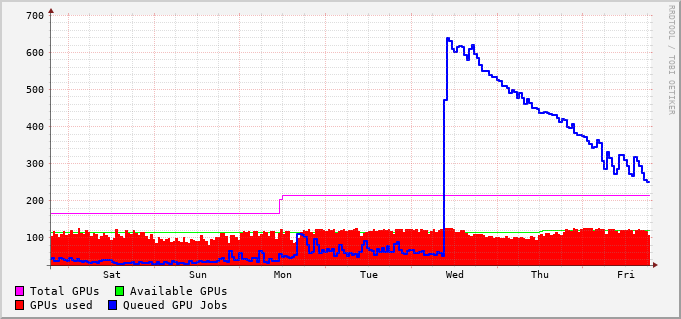 700
600
500
400
300
200
100
Sat Sun Mon Tue Wed Thu Fri
Total GPUs Available GPUs
GPUs used Queued GPU Jobs
RRDTOOL / TOBI OETIKER